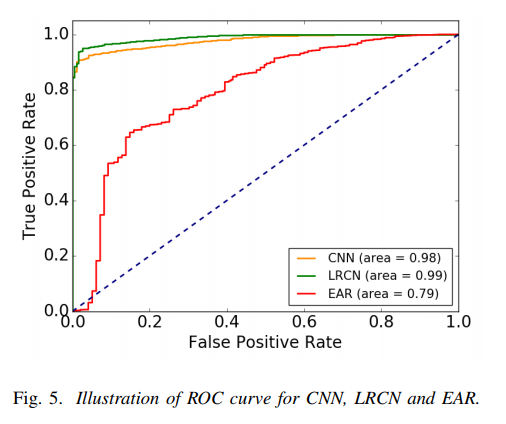 1.0
0.8
0.6
0.4
0.2
0.0
True Positive Rate
CNN (area = 0.98)
LRCN (area = 0.99)
EAR (area = 0.79)
0.0 0.2 0.4 0.6 0.8 1.0
False Positive Rate
Fig. 5. Illustration of ROC curve for CNN, LRCN and EAR.